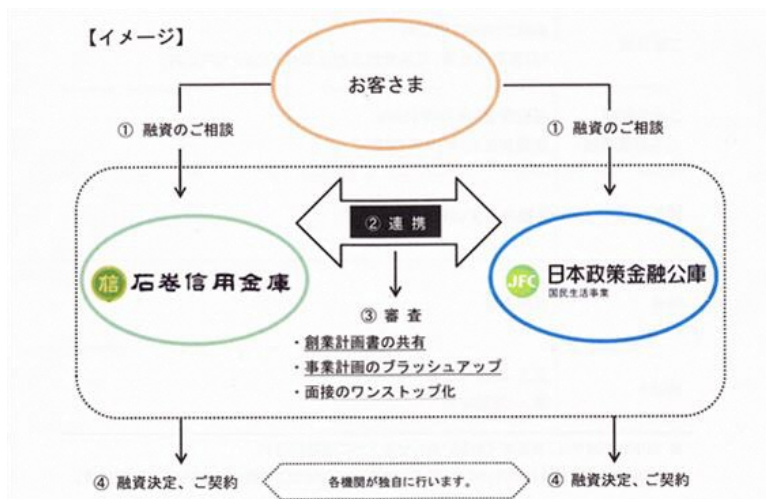 【イメージ】
お客さま
① 融資のご相談
① 融資のご相談
② 連 携
信 石巻信用金庫
JFC 日本政策金融公庫
国民生活事業
③ 審 査
・創業計画書の共有
・事業計画のブラッシュアップ
・面接のワンストップ化
④ 融資決定、ご契約
各機関が独自に行います。
④ 融資決定、ご契約